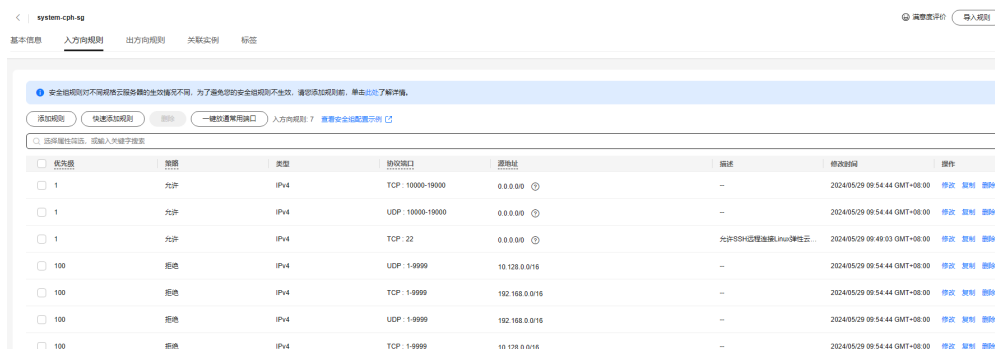 system-cph-sg 满意度评价 导入规则
基本信息 入方向规则 出方向规则 关联实例 标签
安全组规则对不同规格云服务器的生效情况不同，为了避免您的安全组规则不生效，请您添加规则前，单击此处了解详情。
添加规则 快速添加规则 删除 一键放通常用端口 入方向规则: 7 查看安全组配置示例
选择属性筛选，或输入关键字搜索
优先级 策略 类型 协议端口 源地址 描述 修改时间 操作
1 允许 IPv4 TCP : 10000-19000 0.0.0.0/0 -- 2024/05/29 09:54:44 GMT+08:00 修改 复制 删除
1 允许 IPv4 UDP : 10000-19000 0.0.0.0/0 -- 2024/05/29 09:54:44 GMT+08:00 修改 复制 删除
1 允许 IPv4 TCP : 22 0.0.0.0/0 允许SSH远程连接Linux弹性云... 2024/05/29 09:49:03 GMT+08:00 修改 复制 删除
100 拒绝 IPv4 UDP : 1-9999 10.128.0.0/16 -- 2024/05/29 09:54:44 GMT+08:00 修改 复制 删除
100 拒绝 IPv4 TCP : 1-9999 192.168.0.0/16 -- 2024/05/29 09:54:44 GMT+08:00 修改 复制 删除
100 拒绝 IPv4 UDP : 1-9999 192.168.0.0/16 -- 2024/05/29 09:54:44 GMT+08:00 修改 复制 删除
100 拒绝 IPv4 TCP : 1-9999 10.128.0.0/16 -- 2024/05/29 09:54:44 GMT+08:00 修改 复制 删除